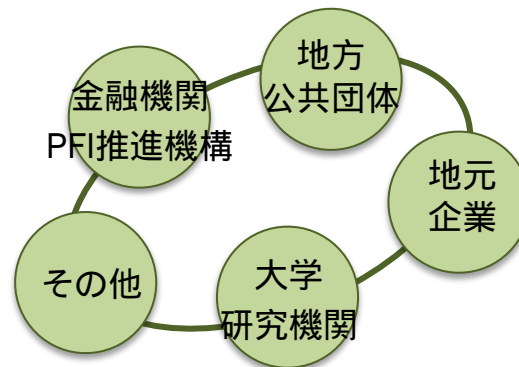 地方
公共団体
金融機関
PFI推進機構
地元
企業
大学
研究機関
その他